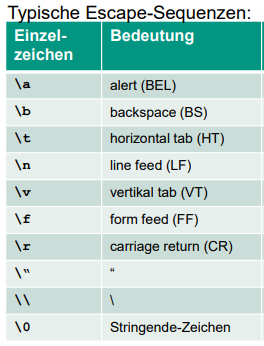 Typische Escape-Sequenzen:
Einzel- Bedeutung
zeichen
\a alert (BEL)
\b backspace (BS)
\t horizontal tab (HT)
\n line feed (LF)
\v vertikal tab (VT)
\f form feed (FF)
\r carriage return (CR)
\“ “
\\ \
\0 Stringende-Zeichen